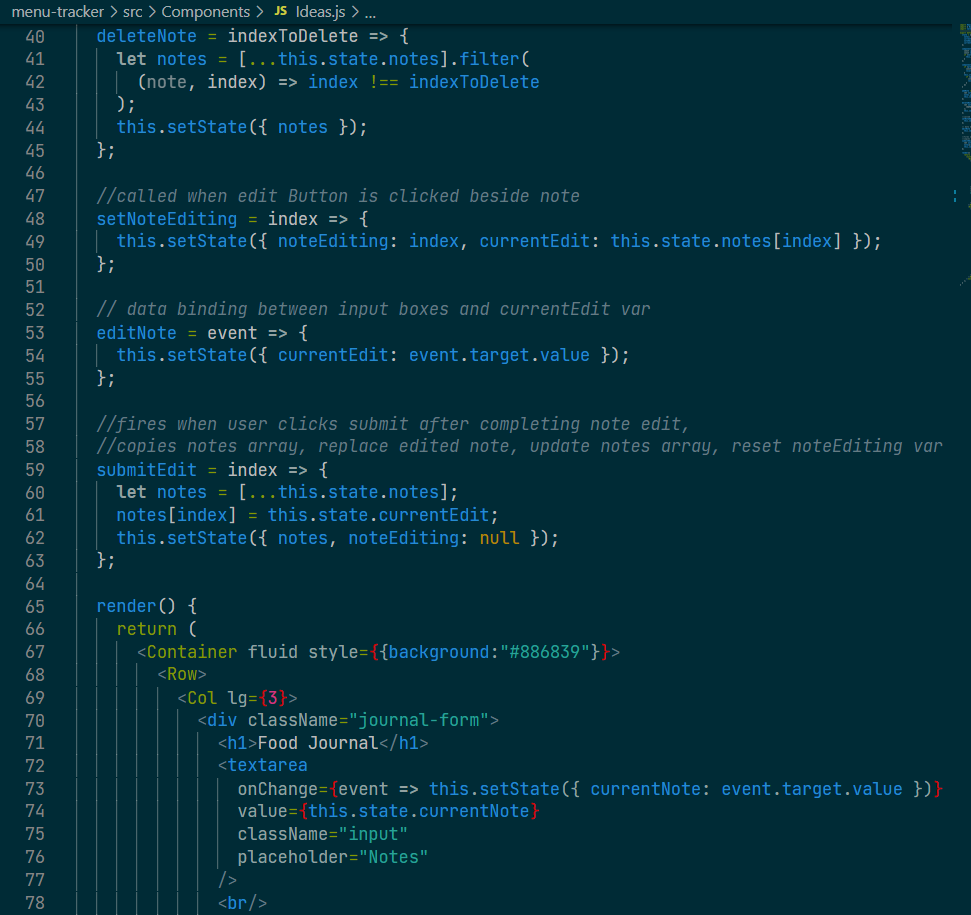 menu-tracker > src > Components > JS Ideas.js > ...
40 deleteNote = indexToDelete => {
41 let notes = [...this.state.notes].filter(
42 (note, index) => index !== indexToDelete
43 );
44 this.setState({ notes });
45 };
46
47 //called when edit Button is clicked beside note
48 setNoteEditing = index => {
49 this.setState({ noteEditing: index, currentEdit: this.state.notes[index] });
50 };
51
52 // data binding between input boxes and currentEdit var
53 editNote = event => {
54 this.setState({ currentEdit: event.target.value });
55 };
56
57 //fires when user clicks submit after completing note edit,
58 //copies notes array, replace edited note, update notes array, reset noteEditing var
59 submitEdit = index => {
60 let notes = [...this.state.notes];
61 notes[index] = this.state.currentEdit;
62 this.setState({ notes, noteEditing: null });
63 };
64
65 render() {
66 return (
67 <Container fluid style={{background:"#886839"}}>
68 <Row>
69 <Col lg={3}>
70 <div className="journal-form">
71 <h1>Food Journal</h1>
72 <textarea
73 onChange={event => this.setState({ currentNote: event.target.value })}
74 value={this.state.currentNote}
75 className="input"
76 placeholder="Notes"
77 />
78 <br/>